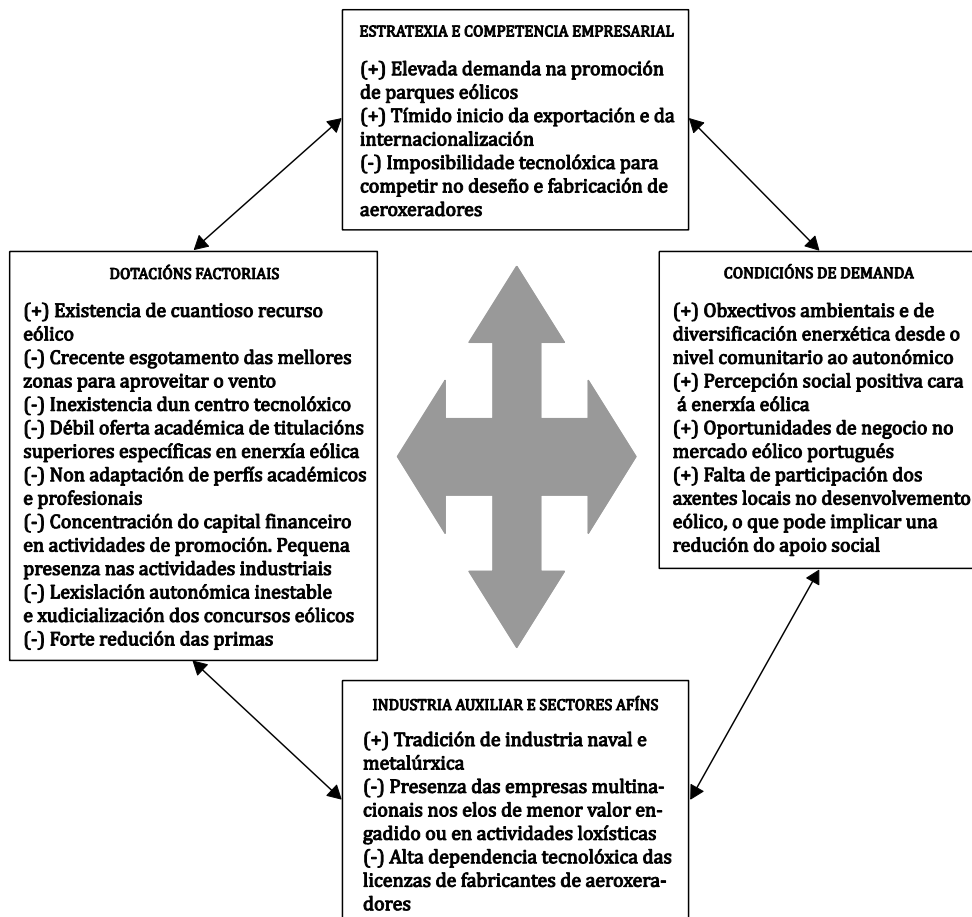 ESTRATEXIA E COMPETENCIA EMPRESARIAL
(+) Elevada demanda na promoción
de parques eólicos
(+) Tímido inicio da exportación e da
internacionalización
(-) Imposibilidade tecnolóxica para
competir no deseño e fabricación de
aeroxeradores
DOTACIÓNS FACTORIAIS
(+) Existencia de cuantioso recurso
eólico
(-) Crecente esgotamento das mellores
zonas para aproveitar o vento
(-) Inexistencia dun centro tecnolóxico
(-) Débil oferta académica de titulacións
superiores específicas en enerxía eólica
(-) Non adaptación de perfís académicos
e profesionais
(-) Concentración do capital financeiro
en actividades de promoción. Pequena
presenza nas actividades industriais
(-) Lexislación autonómica inestable
e xudicialización dos concursos eólicos
(-) Forte redución das primas
CONDICIÓNS DE DEMANDA
(+) Obxectivos ambientais e de
diversificación enerxética desde o
nivel comunitario ao autonómico
(+) Percepción social positiva cara
á enerxía eólica
(+) Oportunidades de negocio no
mercado eólico portugués
(+) Falta de participación dos
axentes locais no desenvolvemento
eólico, o que pode implicar una
redución do apoio social
INDUSTRIA AUXILIAR E SECTORES AFÍNS
(+) Tradición de industria naval e
metalúrxica
(-) Presenza das empresas multina-
cionais nos elos de menor valor en-
gadido ou en actividades loxísticas
(-) Alta dependencia tecnolóxica das
licenzas de fabricantes de aeroxera-
dores